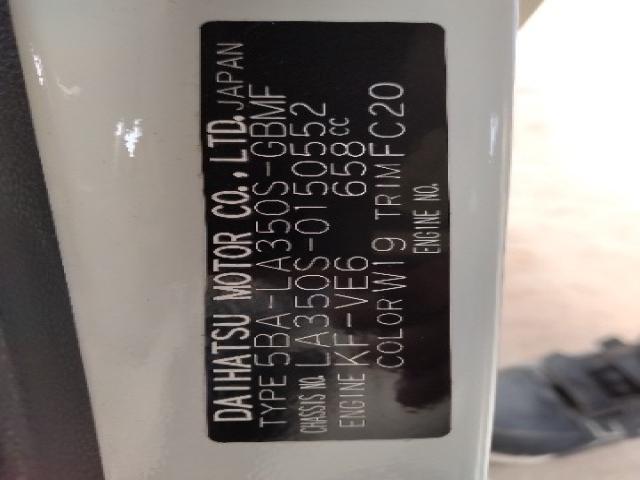 DAIHATSU MOTOR CO., LTD. JAPAN
TYPE 5BA-LA350S-GBMF
CHASSIS NO. LA350S-0150552
ENGINE KF-VE6 658cc
COLOR W19 TRIM FC20
ENGINE NO.